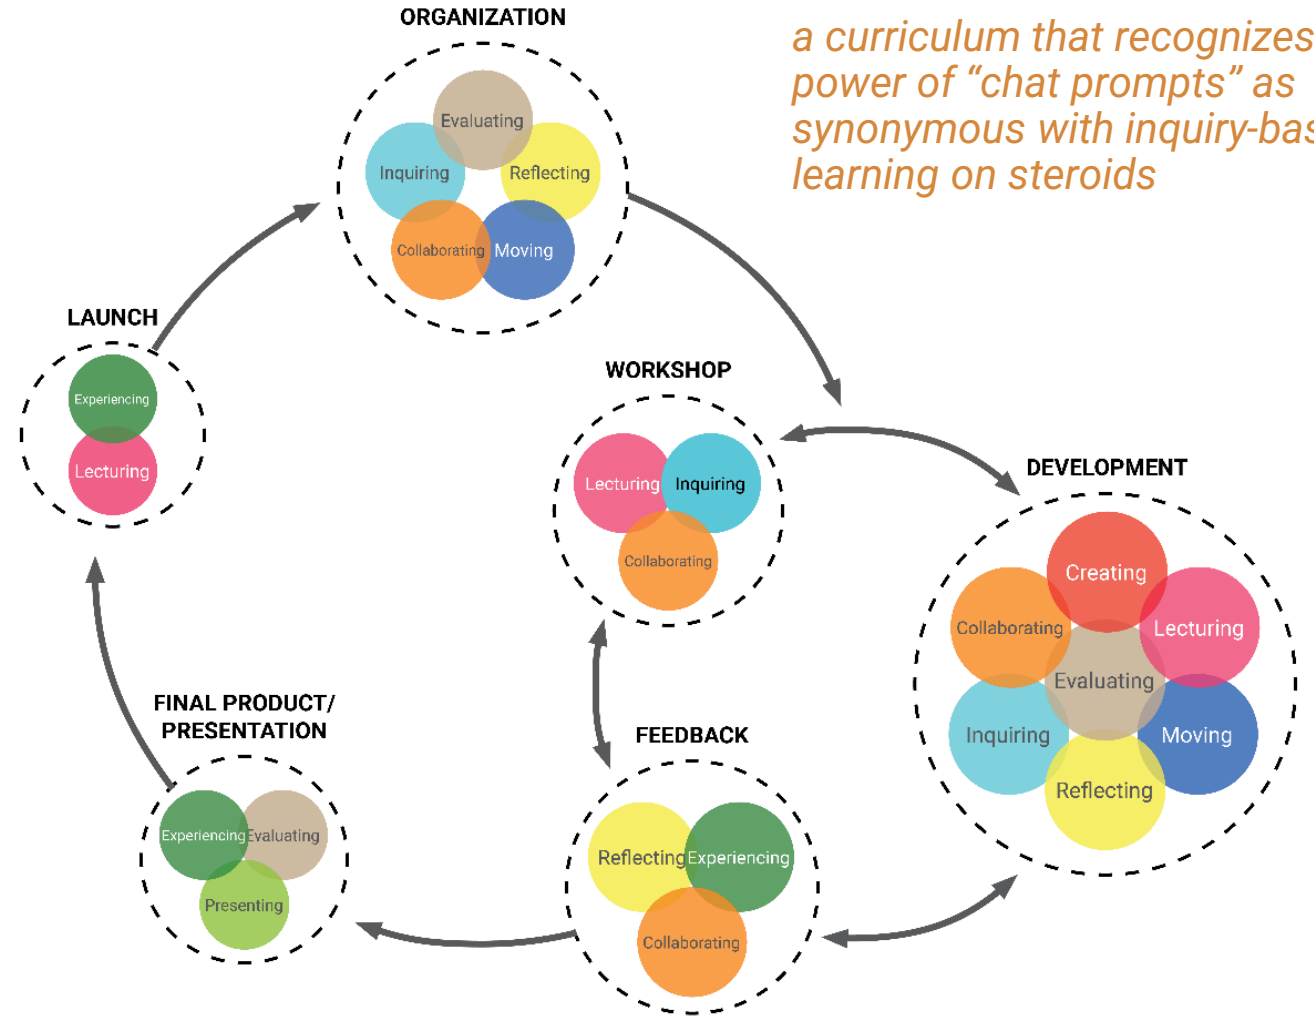 ORGANIZATION
a curriculum that recognizes
power of “chat prompts” as
synonymous with inquiry-bas
learning on steroids
Evaluating
Inquiring
Reflecting
Collaborating
Moving
LAUNCH
Experiencing
Lecturing
WORKSHOP
Lecturing
Inquiring
Collaborating
DEVELOPMENT
Creating
Collaborating
Lecturing
Evaluating
Inquiring
Moving
Reflecting
FINAL PRODUCT/
PRESENTATION
Experiencing
Evaluating
Presenting
FEEDBACK
Reflecting
Experiencing
Collaborating